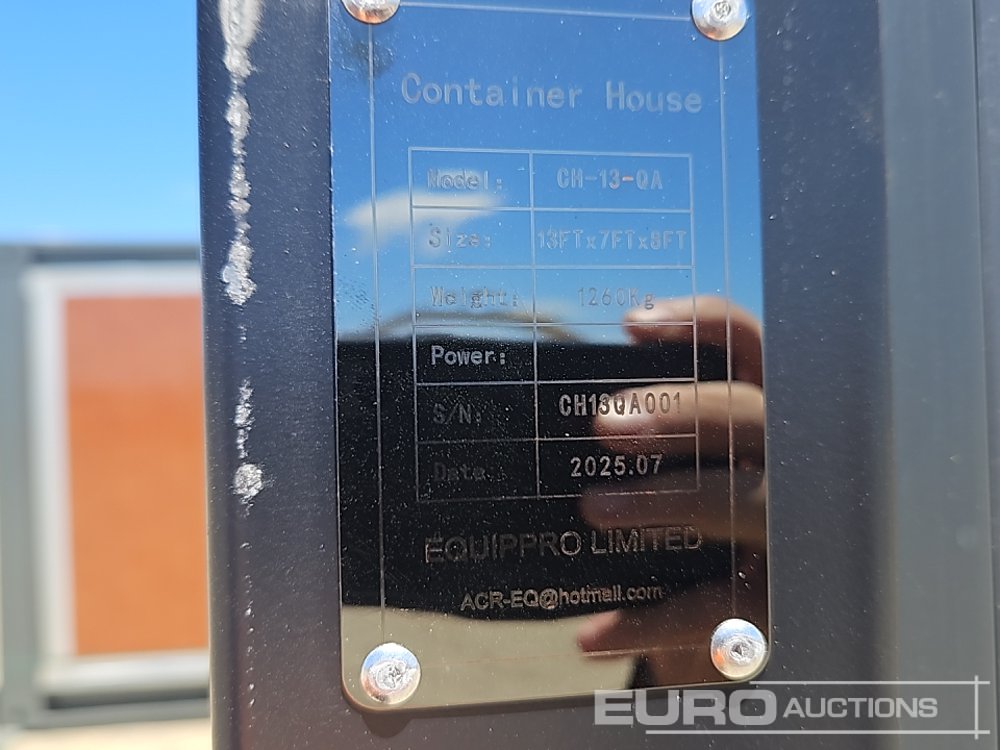 Container House
Model: CH-13-QA
Size: 13FTx7FTx8FT
Weight: 1260Kg
Power:
S/N: CH13QA001
Date 2025.07
EQUIPPRO LIMITED
ACR-EQ@hotmail.com
EURO AUCTIONS